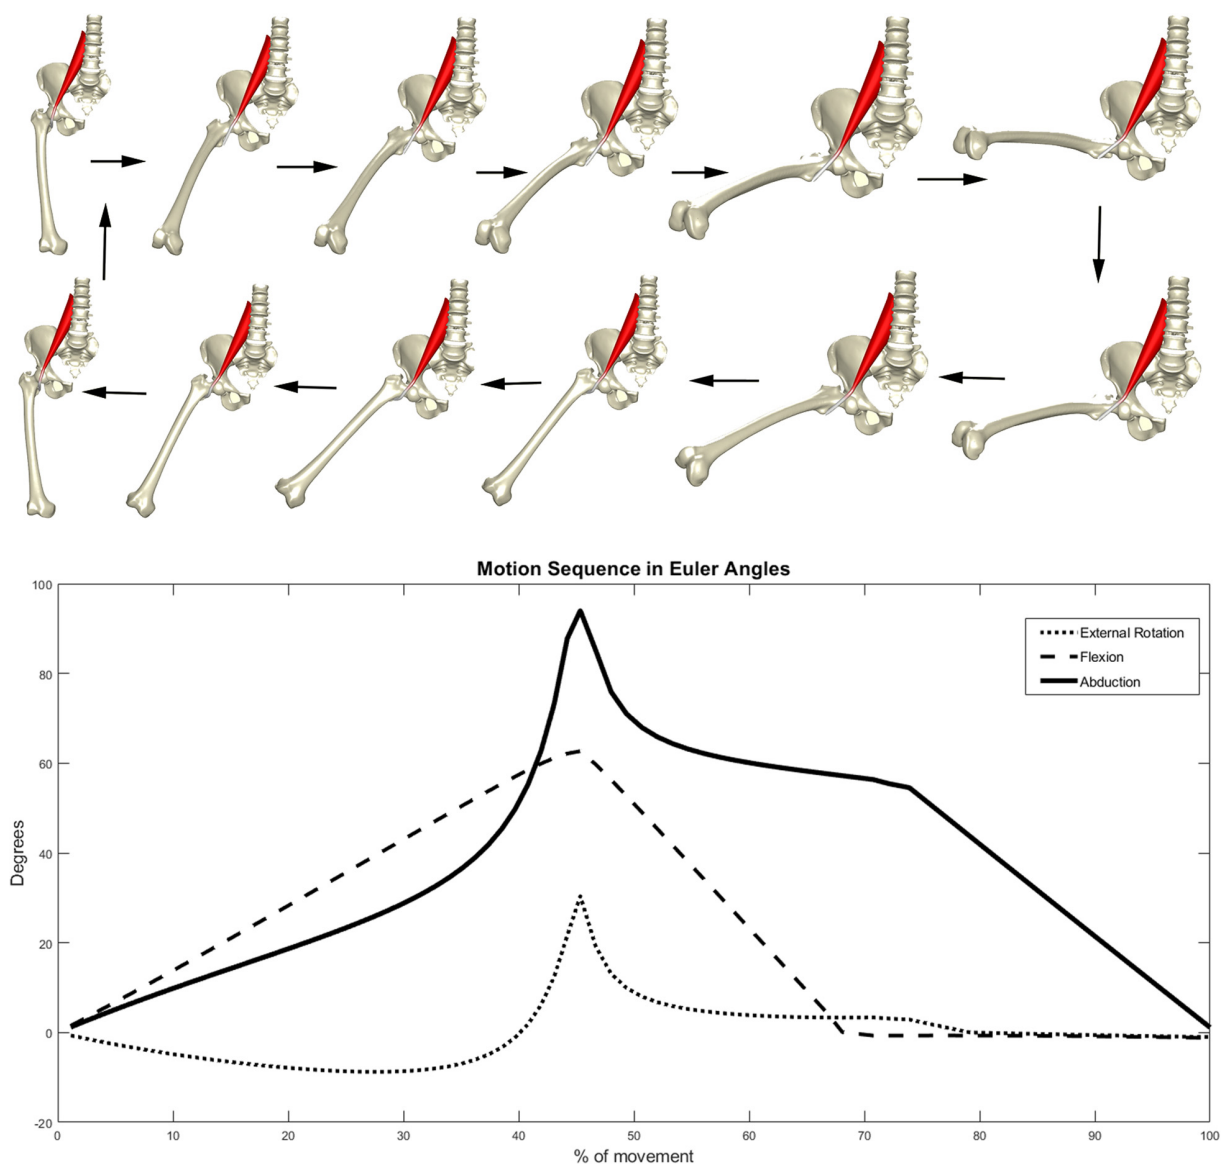 Motion Sequence in Euler Angles
100
80
60
40
20
0
-20
Degrees
External Rotation
Flexion
Abduction
0 10 20 30 40 50 60 70 80 90 100
% of movement